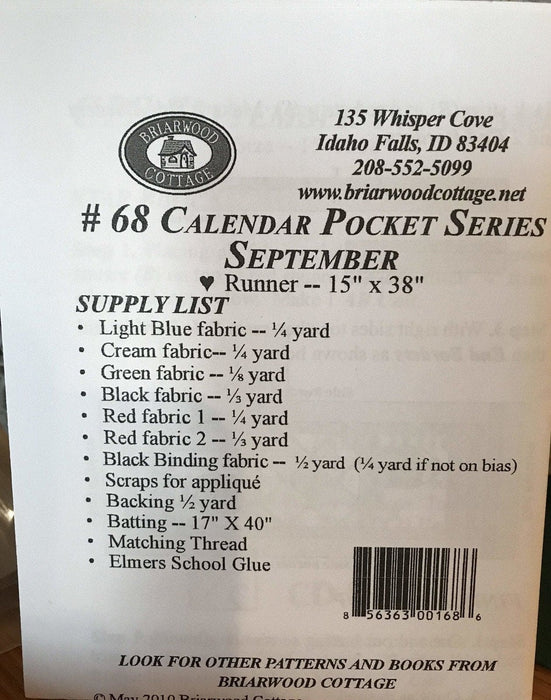 BRIARWOOD
COTTAGE
135 Whisper Cove
Idaho Falls, ID 83404
208-552-5099
www.briarwoodcottage.net
# 68 CALENDAR POCKET SERIES
SEPTEMBER
♥ Runner -- 15" x 38"
SUPPLY LIST
• Light Blue fabric -- ¼ yard
• Cream fabric-- ¼ yard
• Green fabric -- ⅛ yard
• Black fabric -- ⅓ yard
• Red fabric 1 -- ¼ yard
• Red fabric 2 -- ⅓ yard
• Black Binding fabric -- ½ yard (¼ yard if not on bias)
• Scraps for appliqué
• Backing ½ yard
• Batting -- 17" X 40"
• Matching Thread
• Elmers School Glue
8 56363 00168 6
LOOK FOR OTHER PATTERNS AND BOOKS FROM
BRIARWOOD COTTAGE
© May 2010 Briarwood Cottage